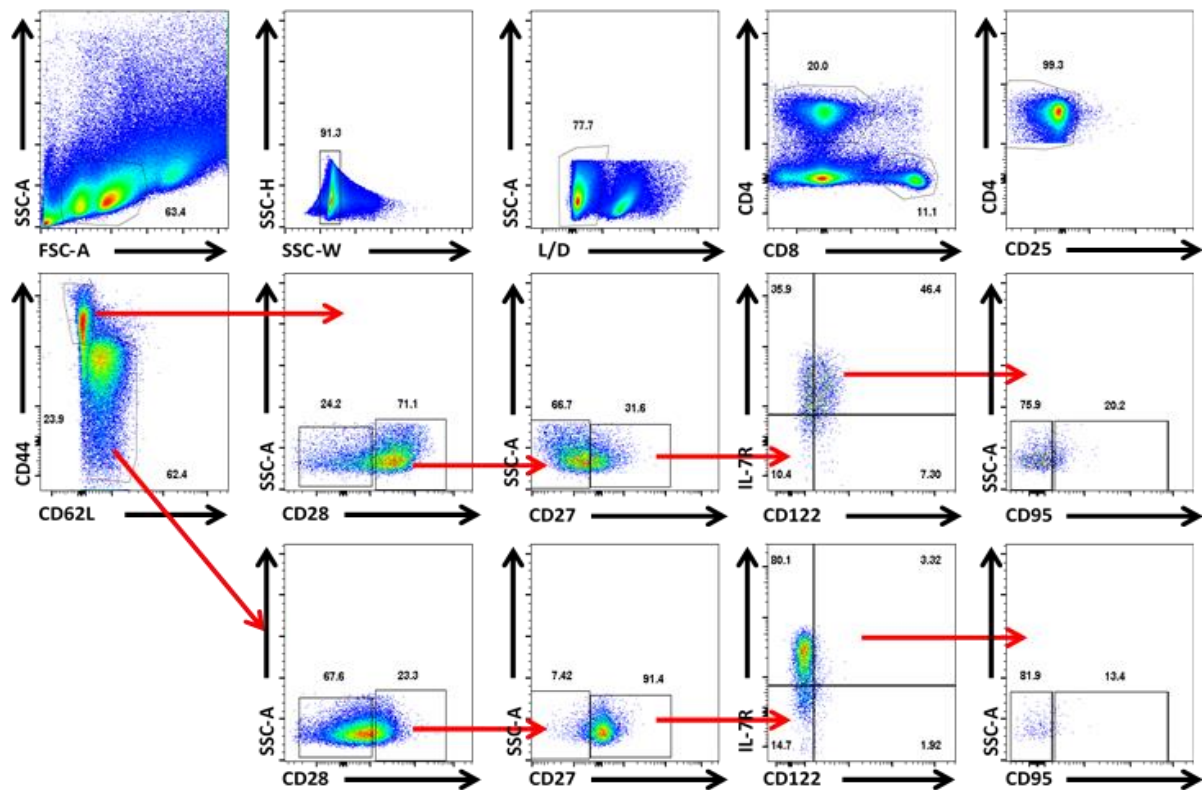 SSC-A
63.4
FSC-A
SSC-H
91.3
SSC-W
SSC-A
77.7
L/D
CD4
20.0
11.1
CD8
CD4
99.3
CD25
CD44
23.9
62.4
CD62L
SSC-A
24.2 71.1
CD28
SSC-A
66.7 31.6
CD27
IL-7R
35.9 46.4
10.4 7.30
CD122
SSC-A
75.9 20.2
CD95
SSC-A
67.6 23.3
CD28
SSC-A
7.42 91.4
CD27
IL-7R
80.1 3.32
14.7 1.92
CD122
SSC-A
81.9 13.4
CD95